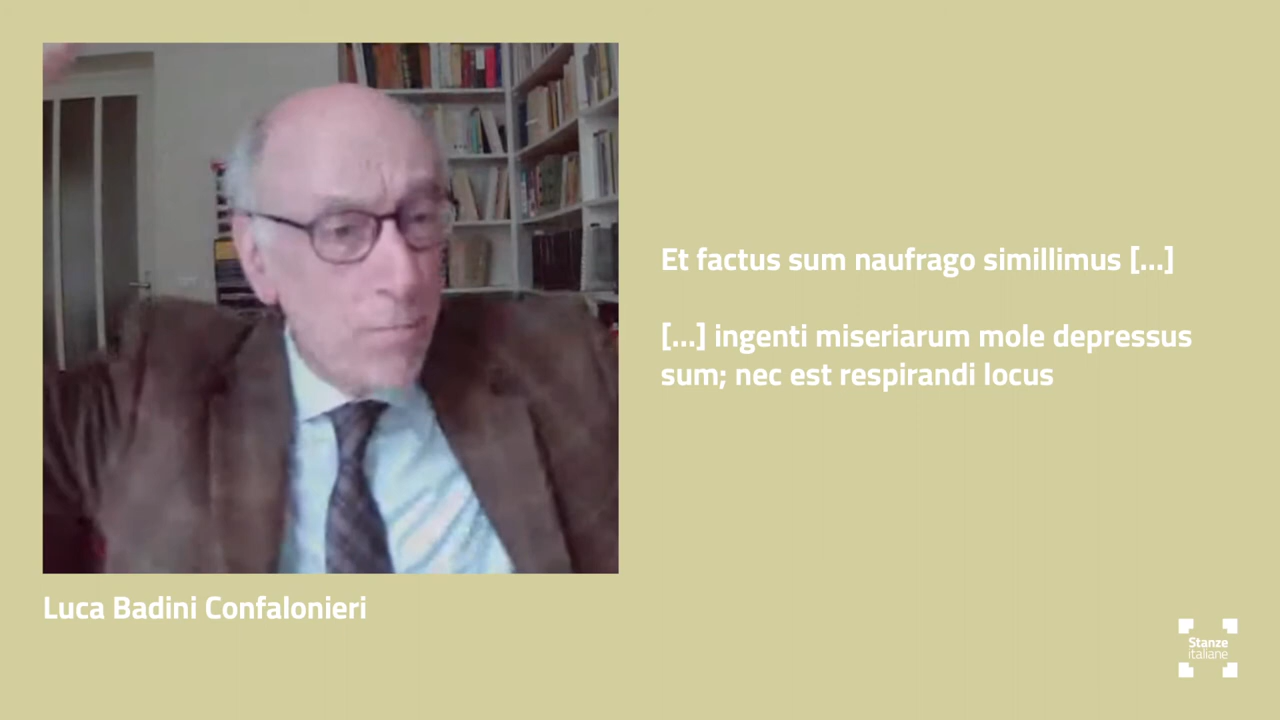 Et factus sum naufrago simillimus [...]
[...] ingenti miseriarum mole depressus
sum; nec est respirandi locus
Luca Badini Confalonieri
Stanze
italiane